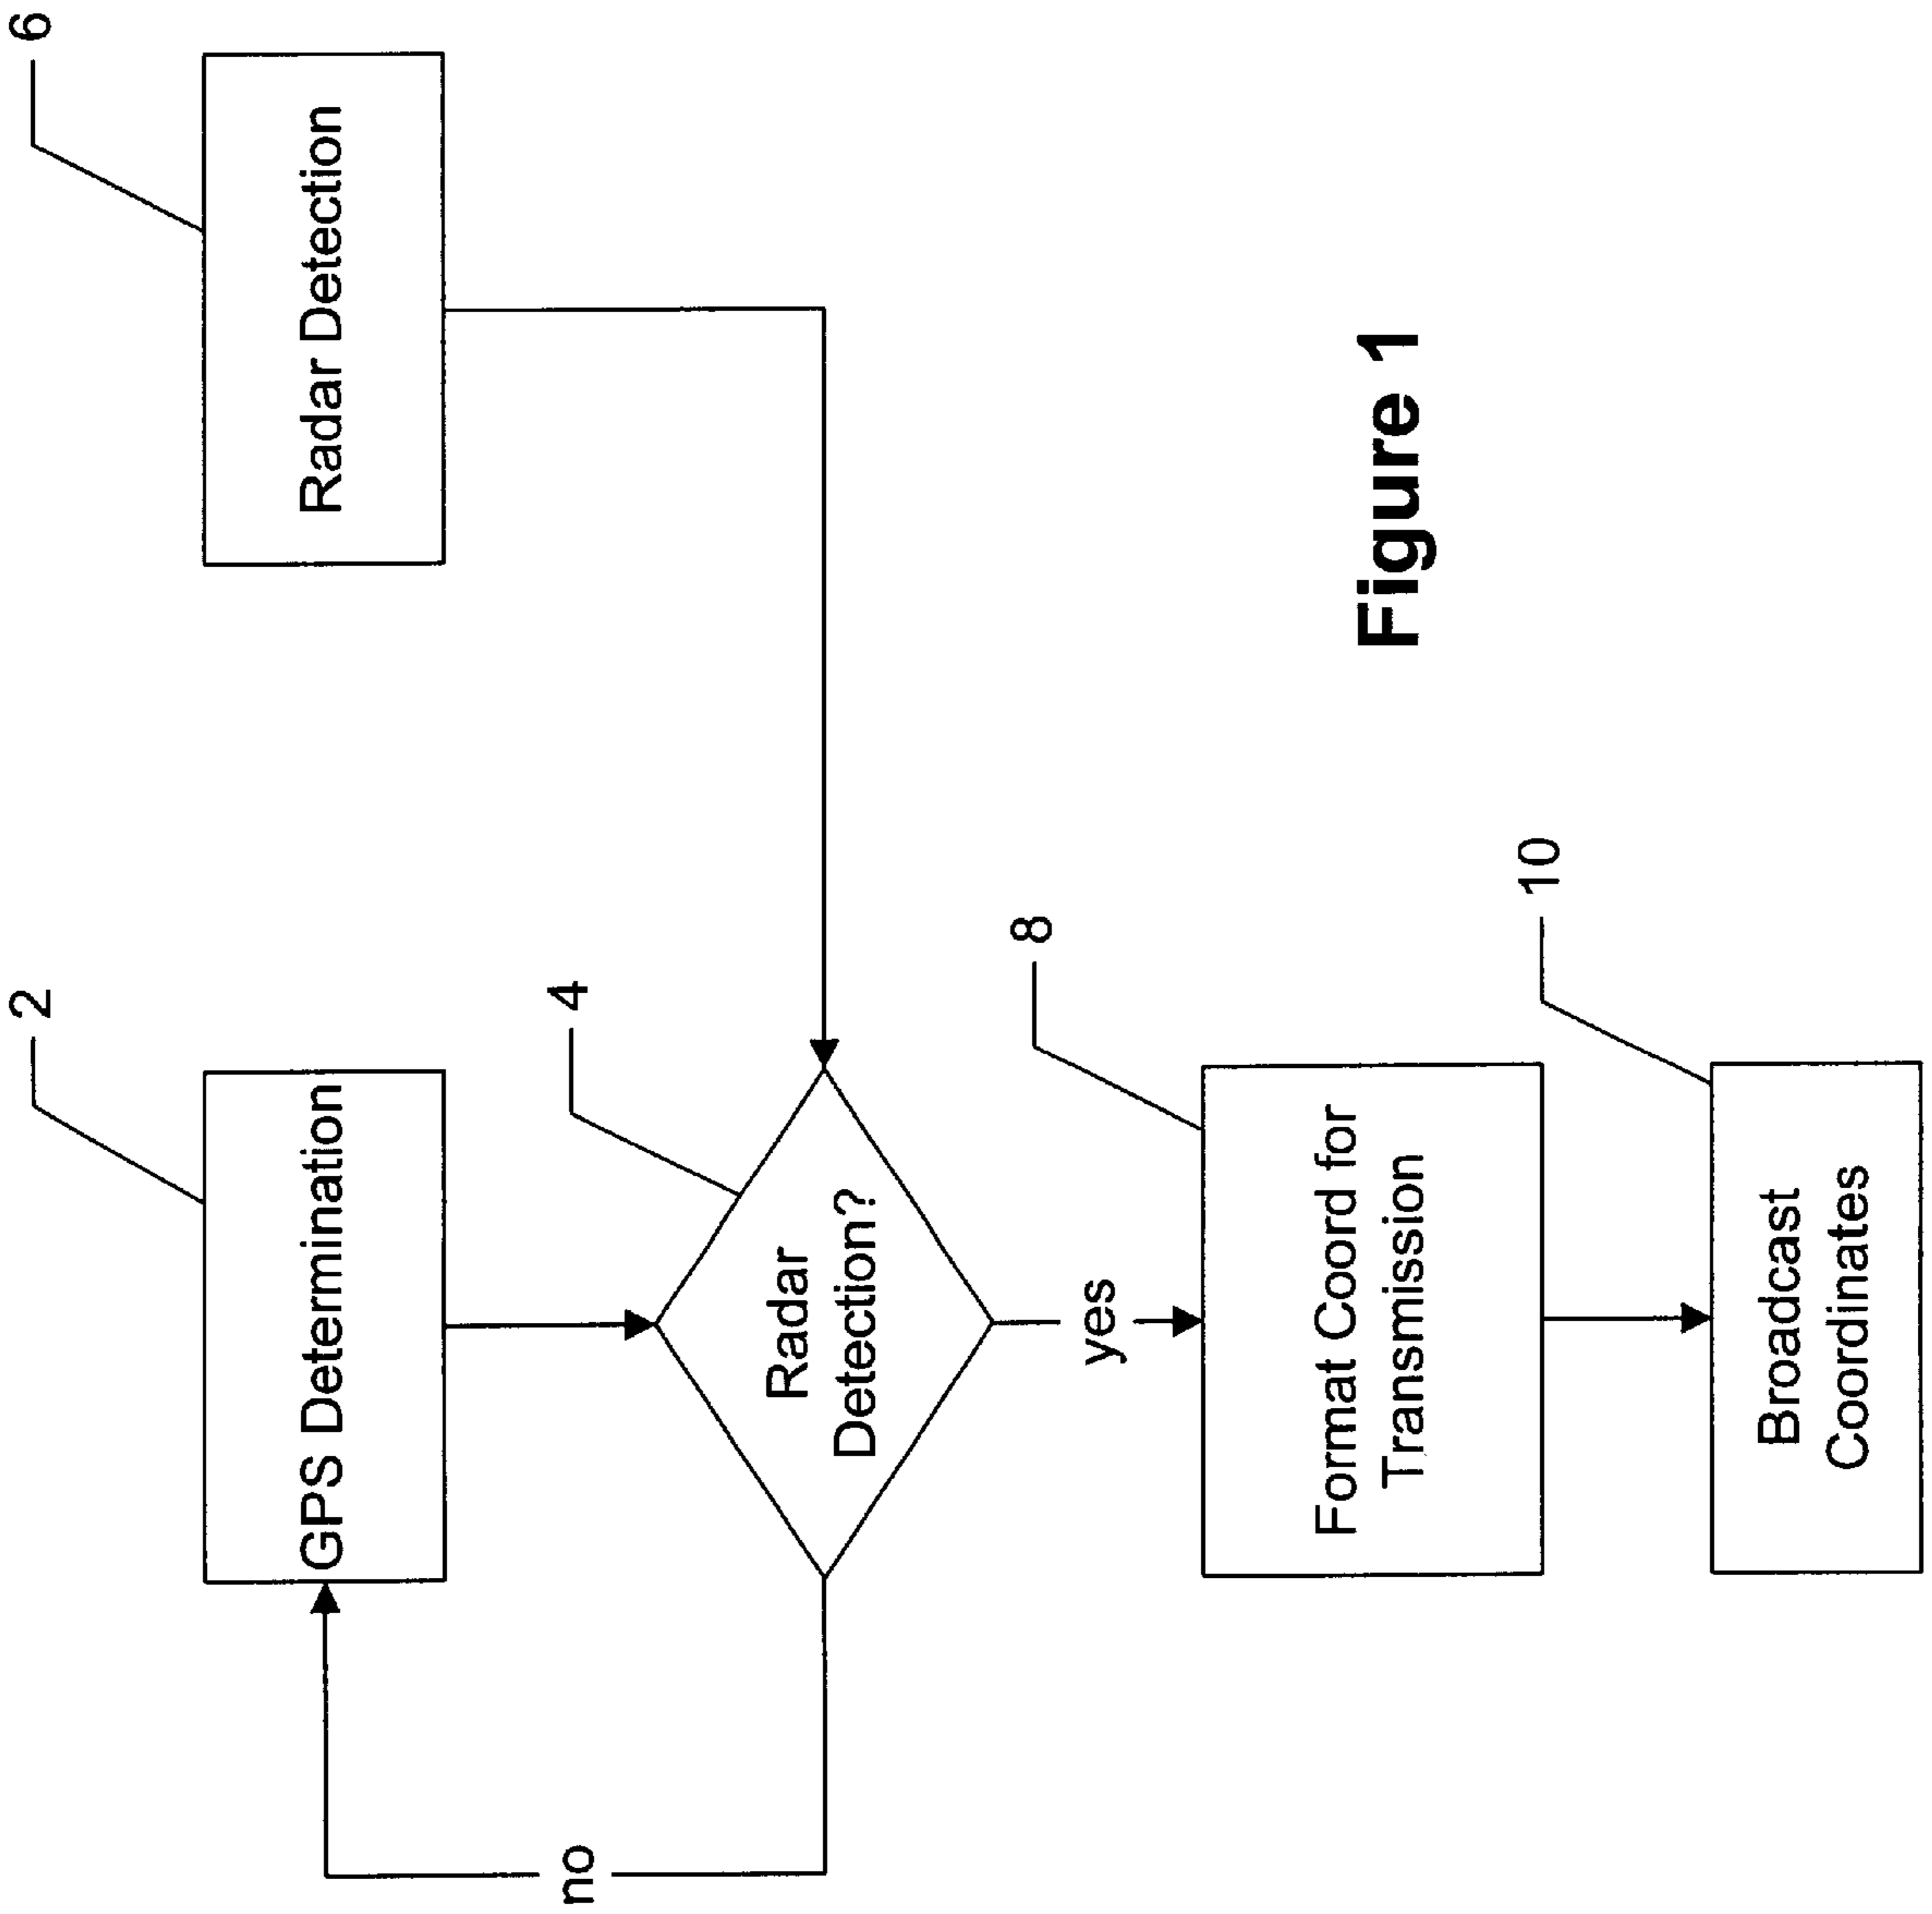 2
GPS Determination
6
Radar Detection
4
Radar
Detection?
no
yes
8
Format Coord for
Transmission
10
Broadcast
Coordinates
Figure 1